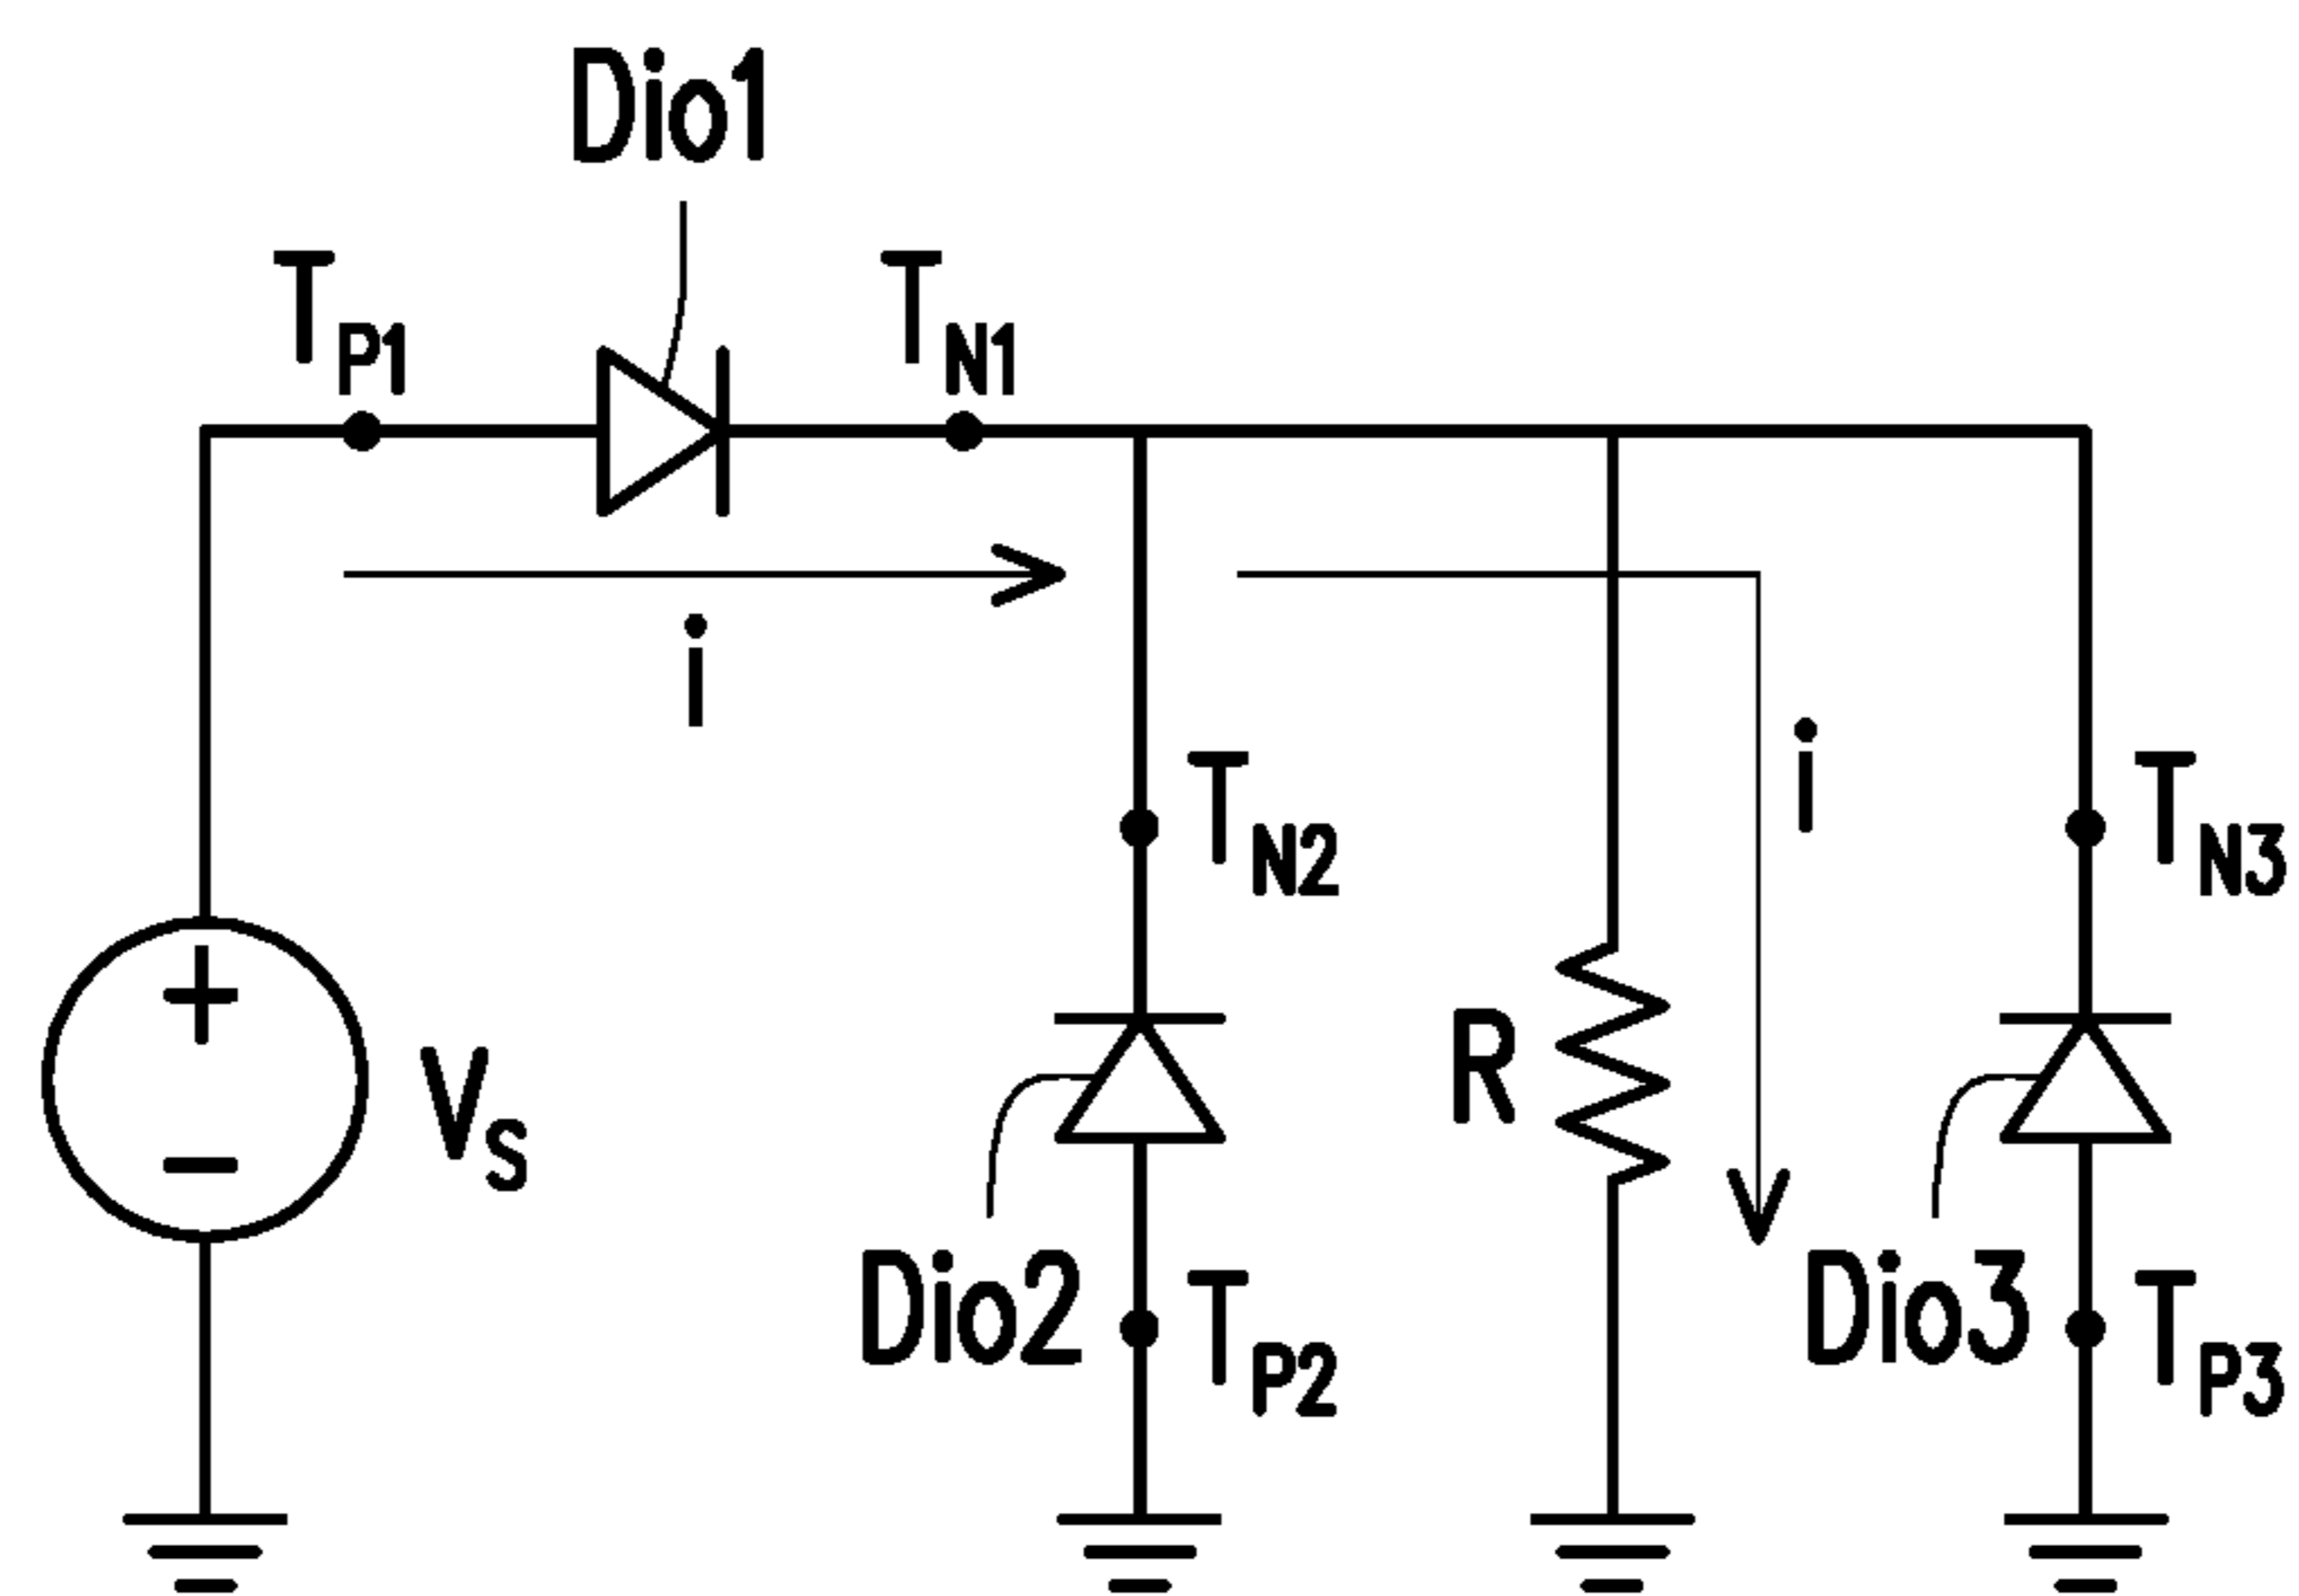 Dio1
TP1
TN1
i
i
TN2
TN3
+
VS
−
R
Dio2
TP2
Dio3
TP3